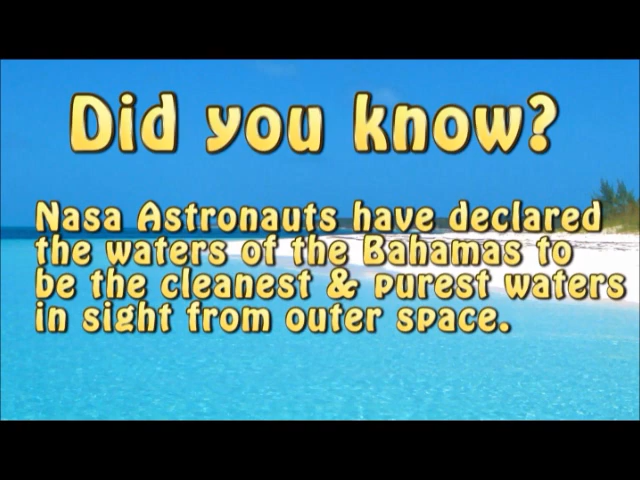 Did you know?
Nasa Astronauts have declared
the waters of the Bahamas to
be the cleanest & purest waters
in sight from outer space.